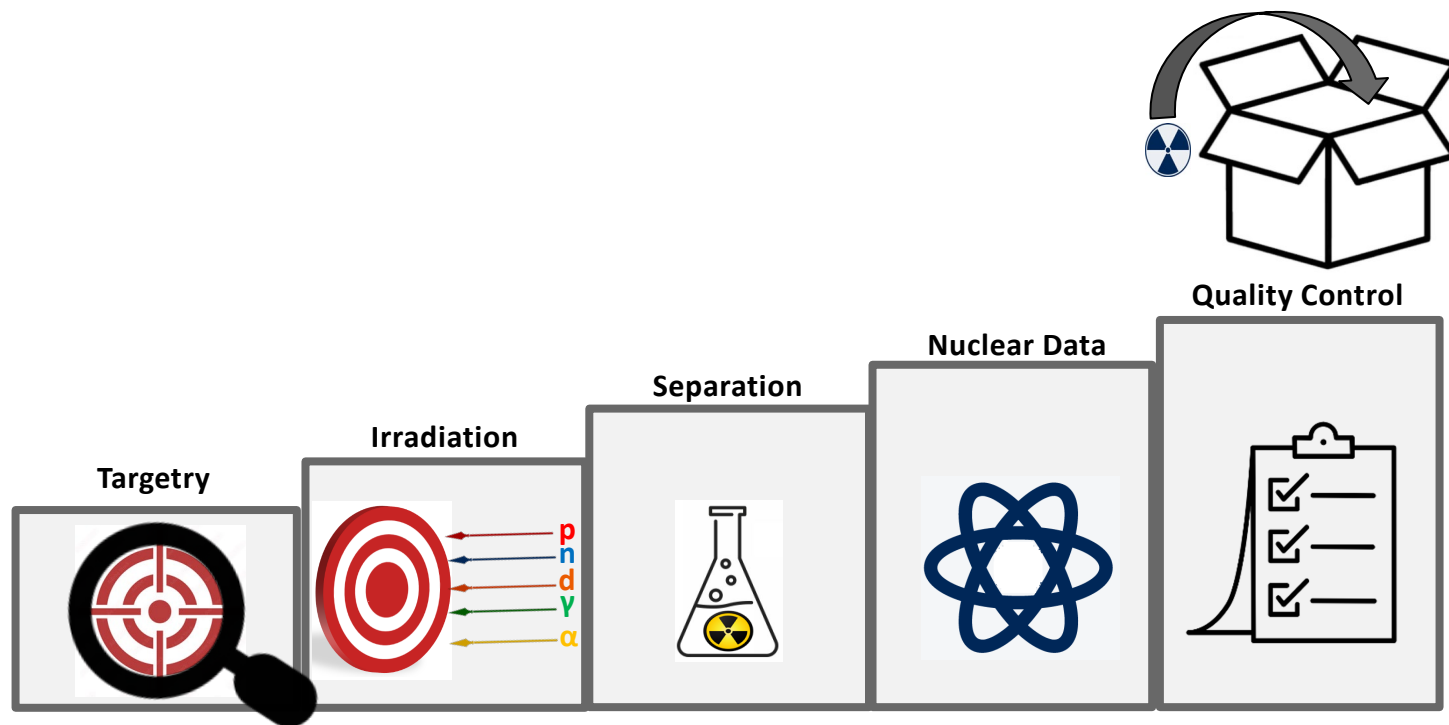 Targetry
Irradiation
p
n
d
γ
α
Separation
Nuclear Data
Quality Control